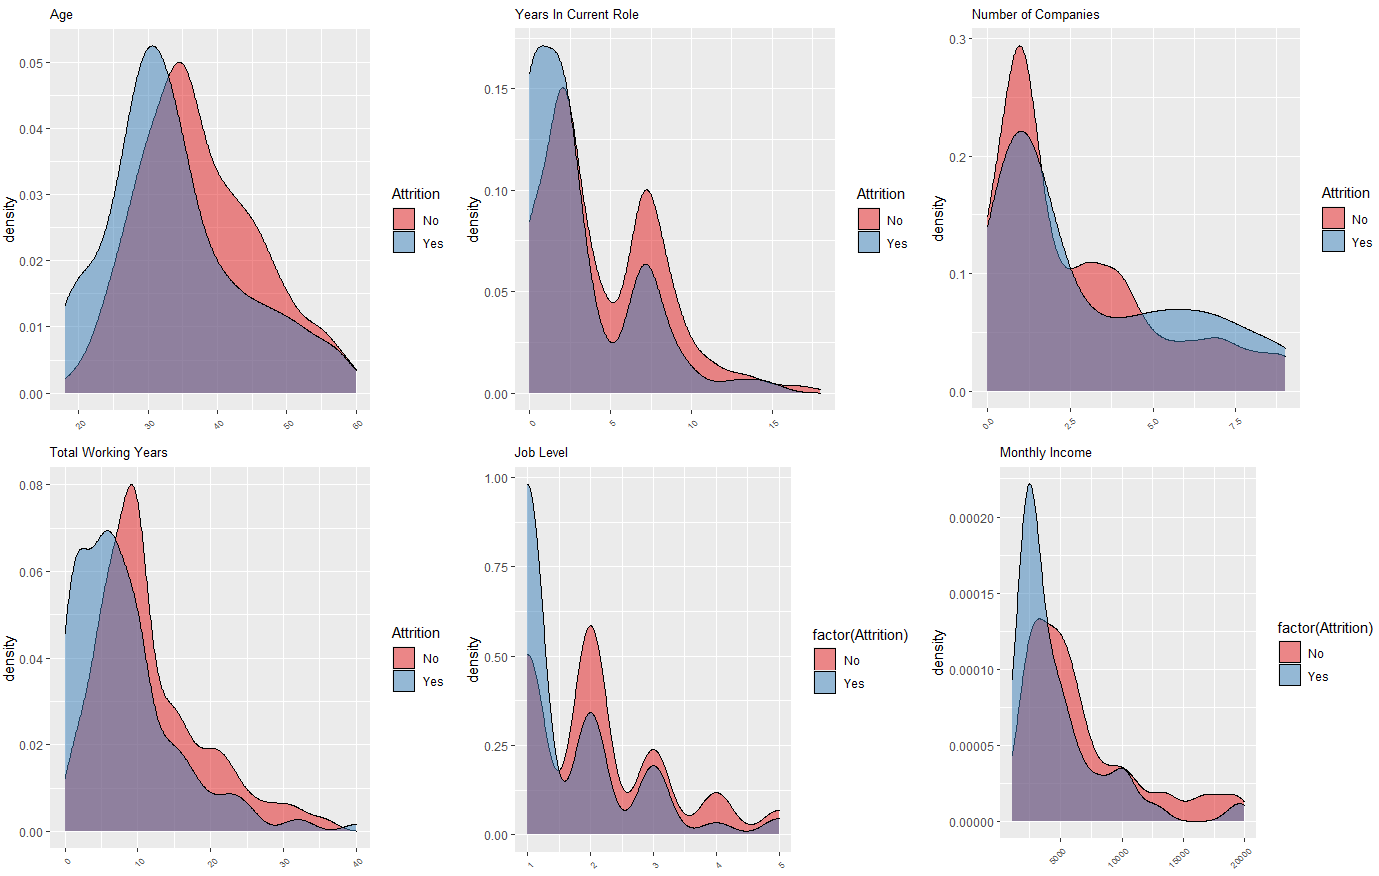 Age
0.05
0.04
0.03
0.02
0.01
0.00
density
20
30
40
50
60
Attrition
No
Yes
Years In Current Role
0.15
0.10
0.05
0.00
density
0
5
10
15
Attrition
No
Yes
Number of Companies
0.3
0.2
0.1
0.0
density
0.0
2.5
5.0
7.5
Attrition
No
Yes
Total Working Years
0.08
0.06
0.04
0.02
0.00
density
0
10
20
30
40
Attrition
No
Yes
Job Level
1.00
0.75
0.50
0.25
0.00
density
1
2
3
4
5
factor(Attrition)
No
Yes
Monthly Income
0.00020
0.00015
0.00010
0.00005
0.00000
density
5000
10000
15000
20000
factor(Attrition)
No
Yes